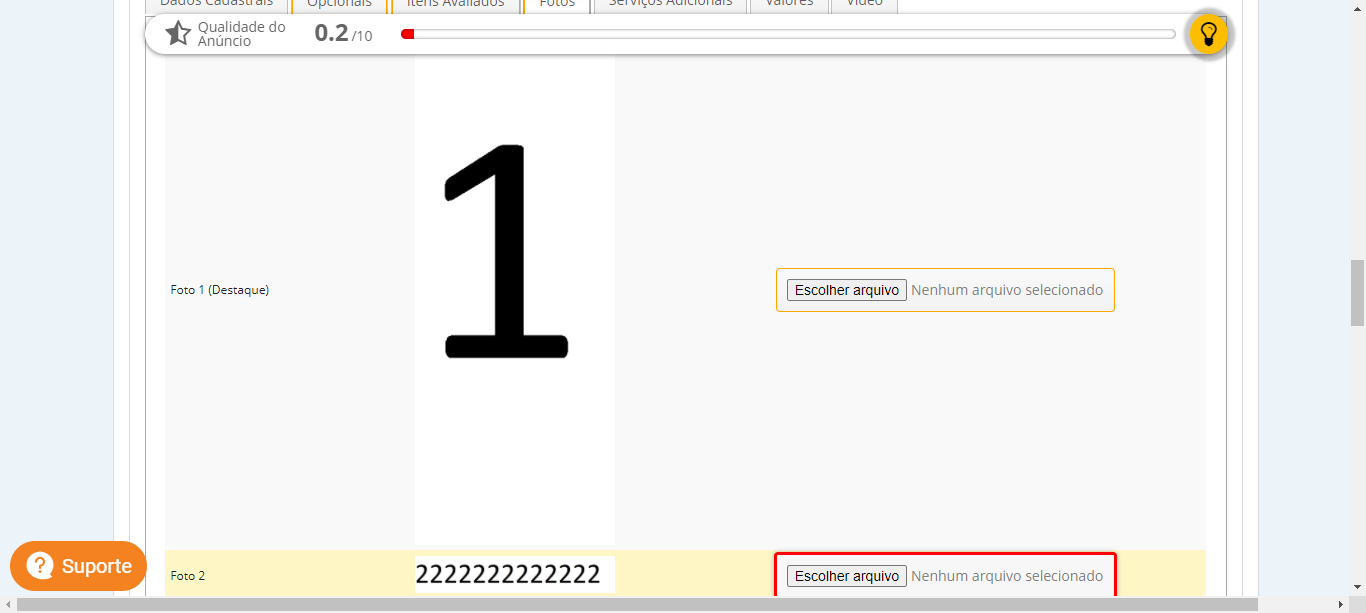 Dados Cadastrais Opcionais Itens Avaliados Fotos Serviços Adicionais Valores Vídeo
Qualidade do
Anúncio
0.2 /10
1
Foto 1 (Destaque)
Escolher arquivo Nenhum arquivo selecionado
Suporte
Foto 2
2222222222222
Escolher arquivo Nenhum arquivo selecionado